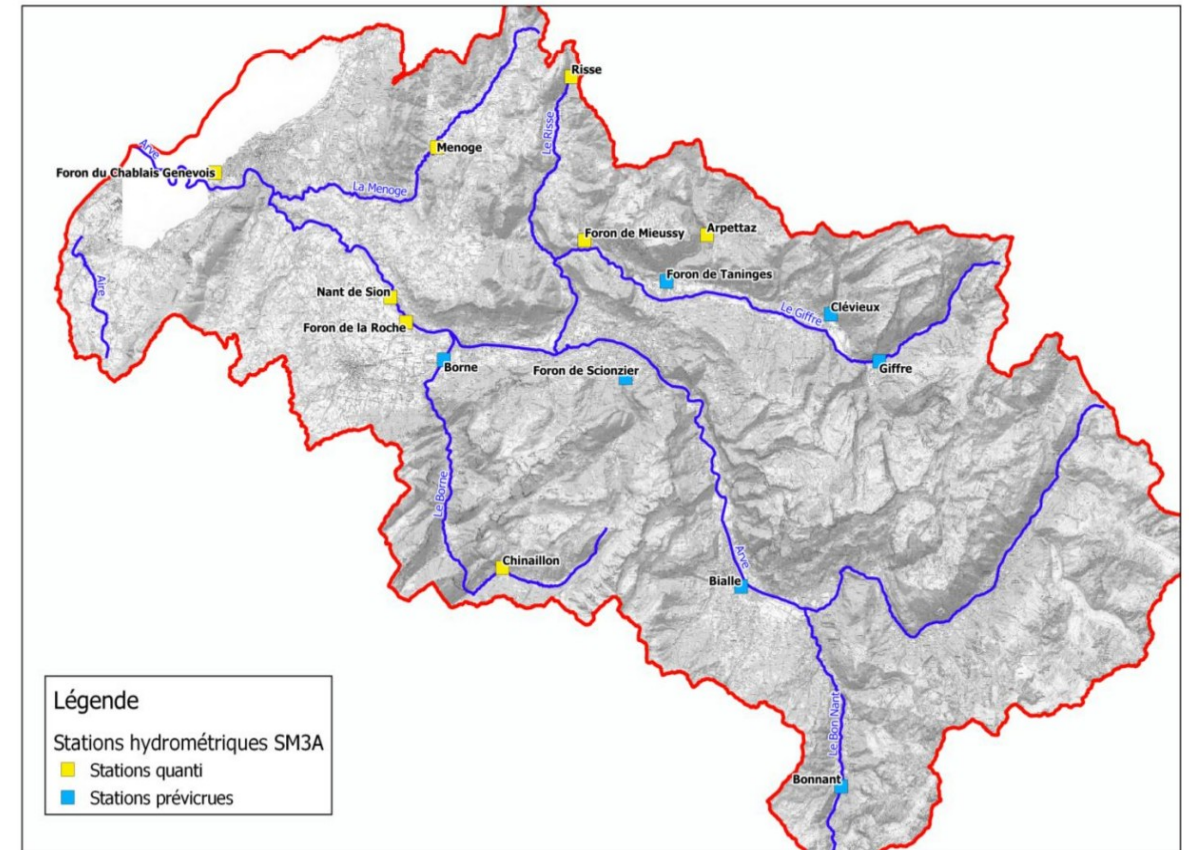 Risse
Le Risse
Arve
Menoge
Foron du Chablais Genevois
La Menoge
Foron de Mieussy
Arpettaz
Aire
Foron de Taninges
Nant de Sion
Le Giffre
Clévieux
Foron de la Roche
Borne
Foron de Scionzier
Giffre
Le Borne
Arve
Chinaillon
Bialle
Le Bon Nant
Bonnant
Légende
Stations hydrométriques SM3A
Stations quanti
Stations prévicrues